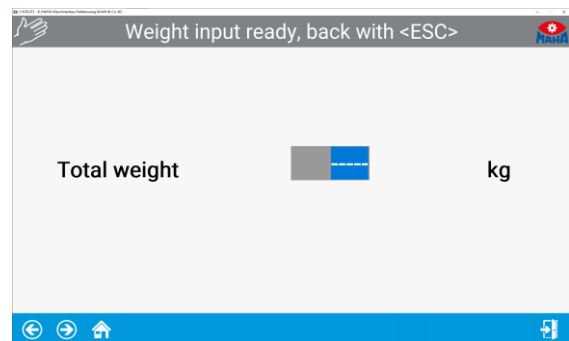 Weight input ready, back with <ESC>
MAHA
Total weight ----- kg